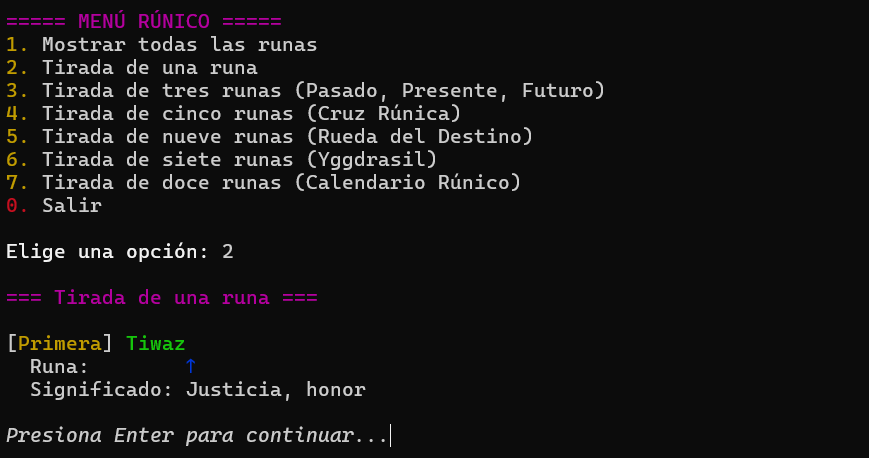 ===== MENÚ RÚNICO =====
1. Mostrar todas las runas
2. Tirada de una runa
3. Tirada de tres runas (Pasado, Presente, Futuro)
4. Tirada de cinco runas (Cruz Rúnica)
5. Tirada de nueve runas (Rueda del Destino)
6. Tirada de siete runas (Yggdrasil)
7. Tirada de doce runas (Calendario Rúnico)
0. Salir
Elige una opción: 2
=== Tirada de una runa ===
[Primera] Tiwaz
Runa: ᛏ
Significado: Justicia, honor
Presiona Enter para continuar...